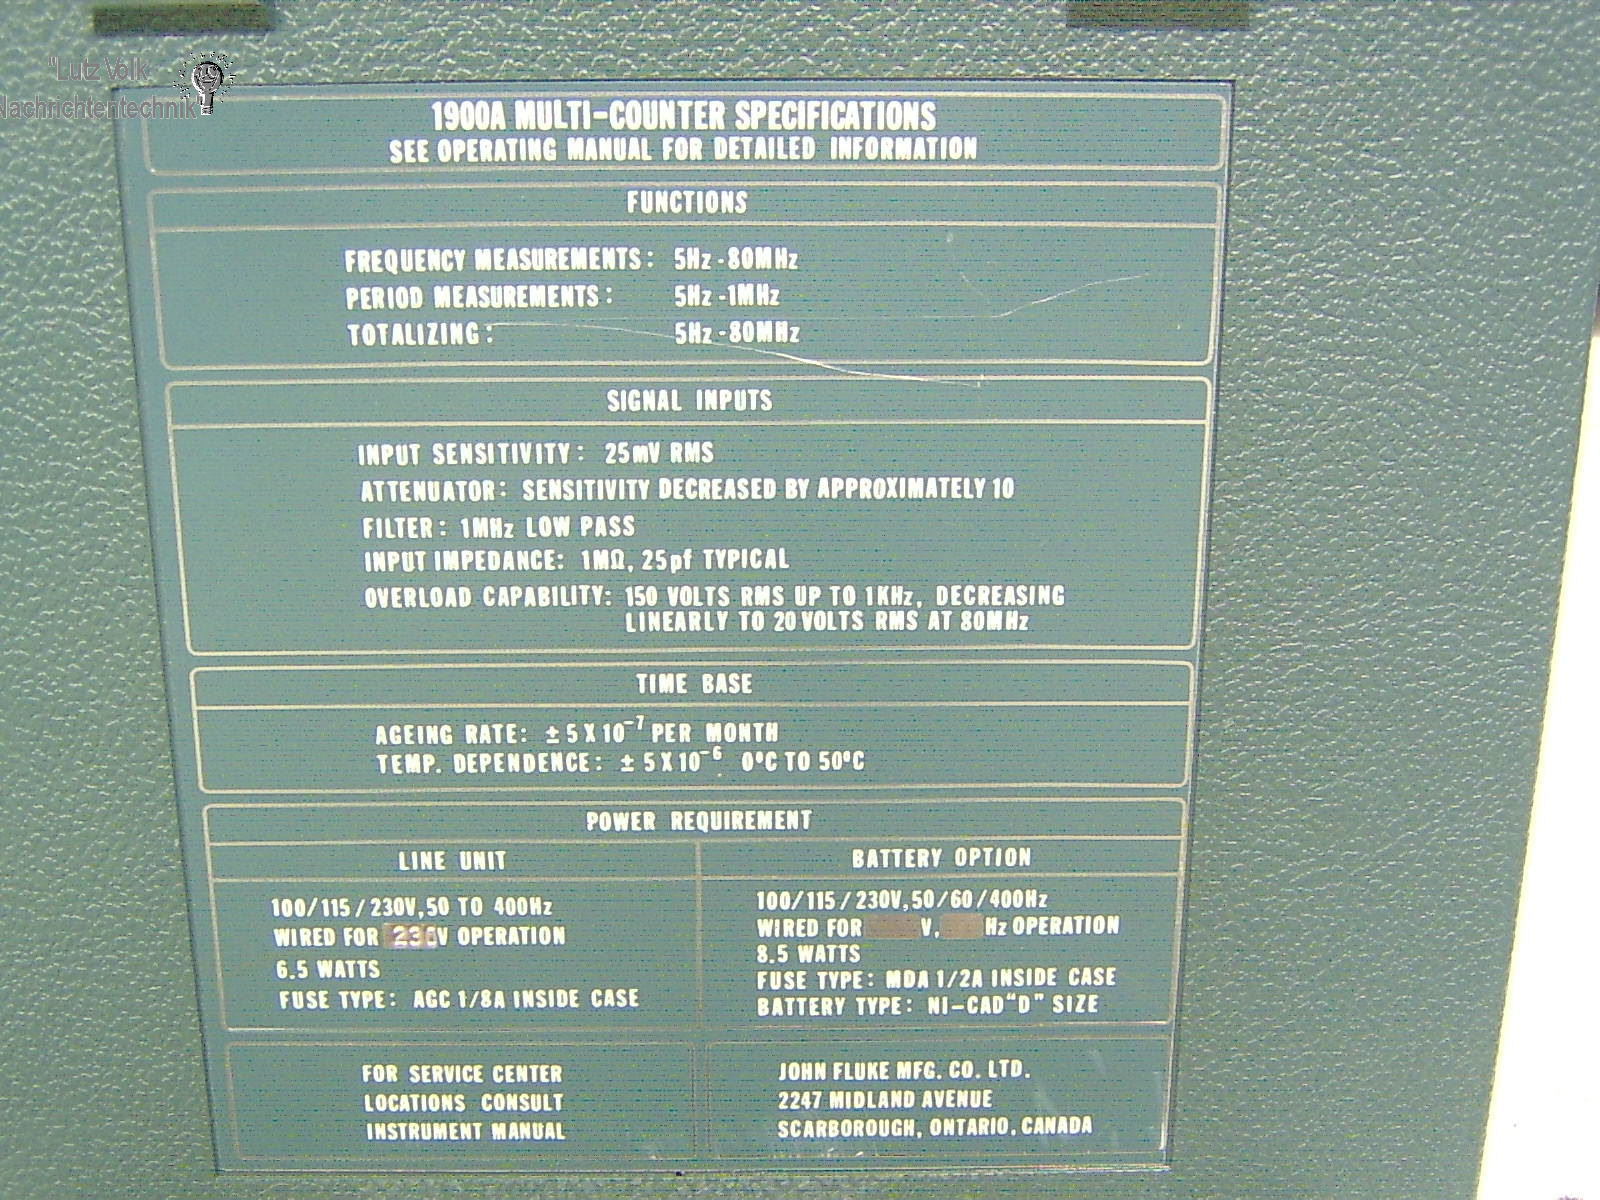 "Lutz Volk
Nachrichtentechnik"
1900A MULTI-COUNTER SPECIFICATIONS
SEE OPERATING MANUAL FOR DETAILED INFORMATION
FUNCTIONS
FREQUENCY MEASUREMENTS: 5Hz-80MHz
PERIOD MEASUREMENTS: 5Hz-1MHz
TOTALIZING: 5Hz-80MHz
SIGNAL INPUTS
INPUT SENSITIVITY: 25mV RMS
ATTENUATOR: SENSITIVITY DECREASED BY APPROXIMATELY 10
FILTER: 1MHz LOW PASS
INPUT IMPEDANCE: 1MΩ, 25pf TYPICAL
OVERLOAD CAPABILITY: 150 VOLTS RMS UP TO 1KHz, DECREASING
LINEARLY TO 20 VOLTS RMS AT 80MHz
TIME BASE
AGEING RATE: ±5X10⁻⁷ PER MONTH
TEMP. DEPENDENCE: ±5X10⁻⁶ 0°C TO 50°C
POWER REQUIREMENT
LINE UNIT
100/115/230V,50 TO 400Hz
WIRED FOR 230V OPERATION
6.5 WATTS
FUSE TYPE: AGC 1/8A INSIDE CASE
BATTERY OPTION
100/115/230V,50/60/400Hz
WIRED FOR V, Hz OPERATION
8.5 WATTS
FUSE TYPE: MDA 1/2A INSIDE CASE
BATTERY TYPE: NI-CAD"D" SIZE
FOR SERVICE CENTER
LOCATIONS CONSULT
INSTRUMENT MANUAL
JOHN FLUKE MFG. CO. LTD.
2247 MIDLAND AVENUE
SCARBOROUGH, ONTARIO, CANADA